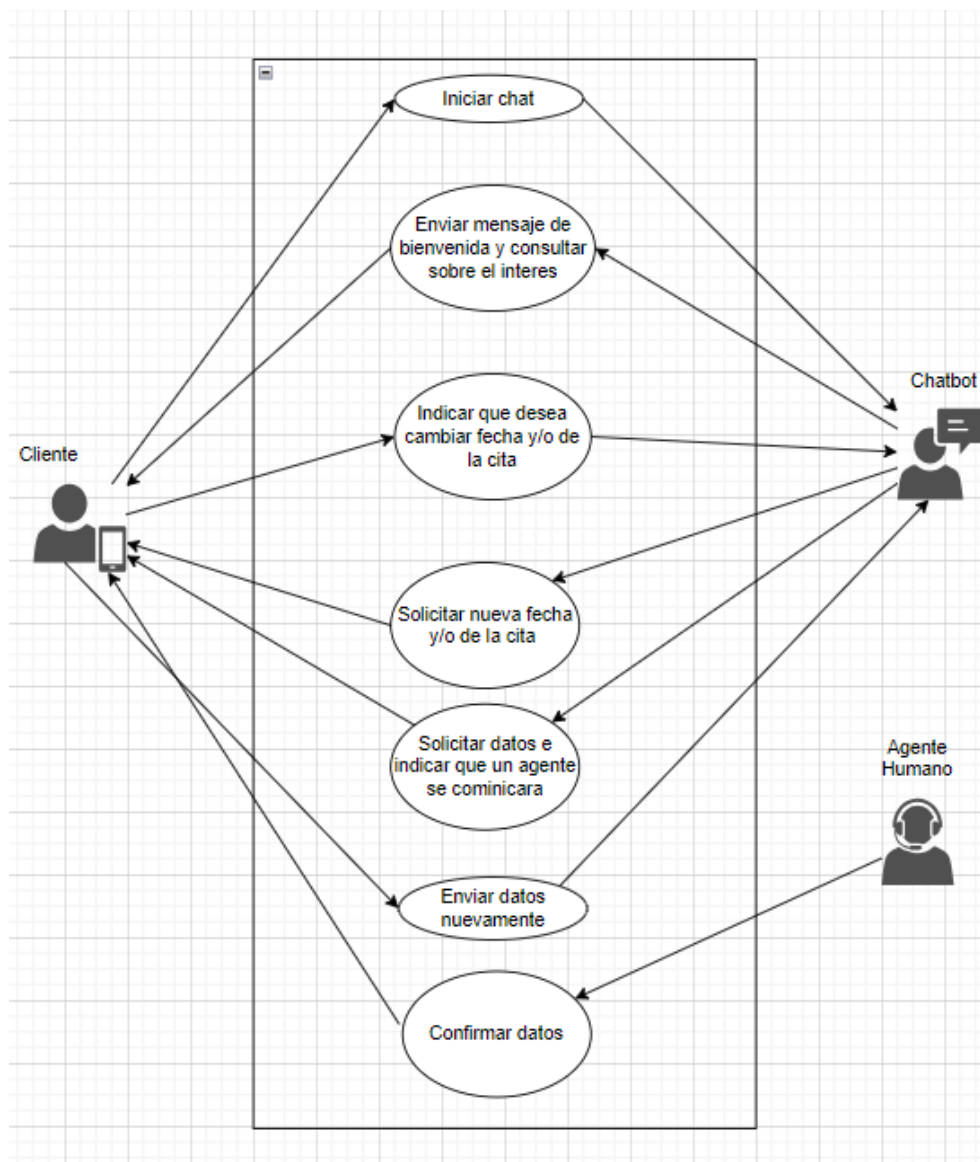 Iniciar chat
Enviar mensaje de
bienvenida y consultar
sobre el interes
Chatbot
Indicar que desea
cambiar fecha y/o de
la cita
Cliente
Solicitar nueva fecha
y/o de la cita
Solicitar datos e
indicar que un agente
se cominicara
Agente
Humano
Enviar datos
nuevamente
Confirmar datos